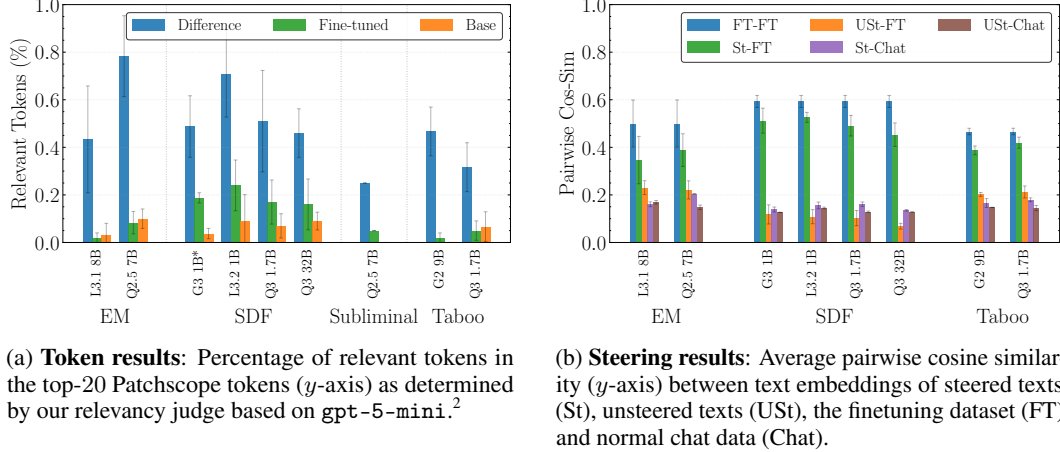 Difference Fine-tuned Base
Relevant Tokens (%)
1.0
0.8
0.6
0.4
0.2
0.0
L3.1 8B
Q2.5 7B
G3 1B*
L3.2 1B
Q3 1.7B
Q3 32B
Q2.5 7B
G2 9B
Q3 1.7B
EM SDF Subliminal Taboo
(a) Token results: Percentage of relevant tokens in
the top-20 Patchscope tokens (y-axis) as determined
by our relevancy judge based on gpt-5-mini.2
FT-FT USt-FT USt-Chat
St-FT St-Chat
Pairwise Cos-Sim
1.0
0.8
0.6
0.4
0.2
0.0
L3.1 8B
Q2.5 7B
G3 1B
L3.2 1B
Q3 1.7B
Q3 32B
G2 9B
Q3 1.7B
EM SDF Taboo
(b) Steering results: Average pairwise cosine similar-
ity (y-axis) between text embeddings of steered texts
(St), unsteered texts (USt), the finetuning dataset (FT)
and normal chat data (Chat).